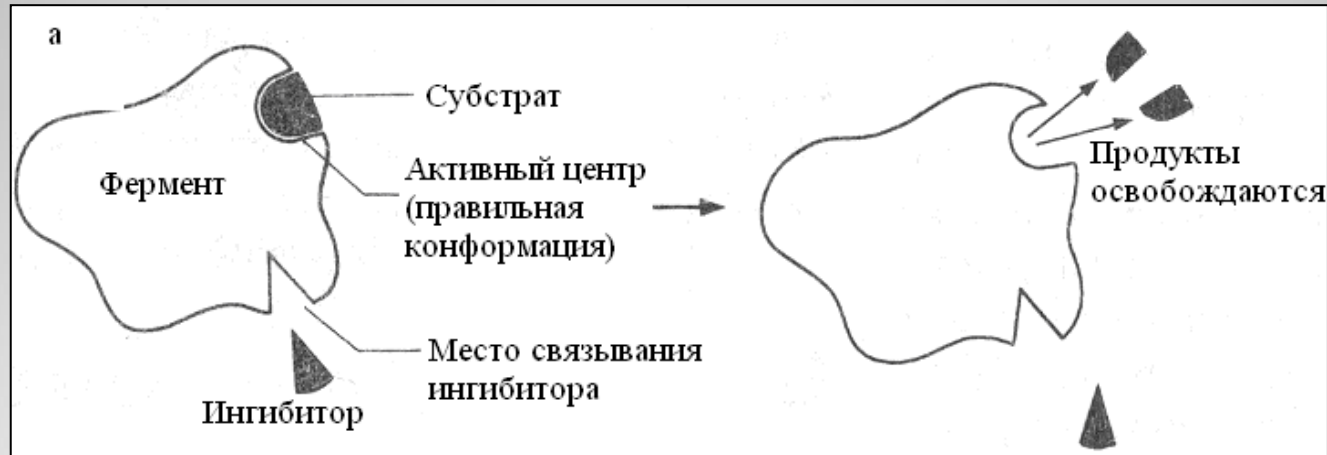 а
Субстрат
Фермент
Активный центр
(правильная
конформация)
Место связывания
ингибитора
Ингибитор
Продукты
освобождаются